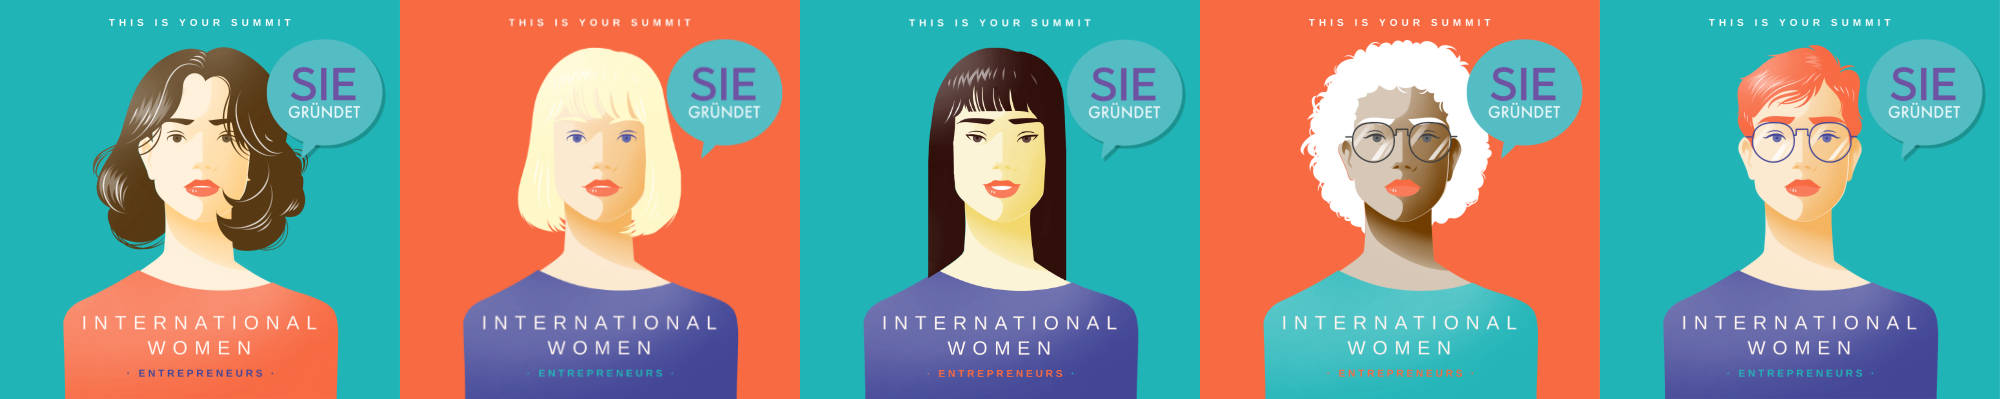 THIS IS YOUR SUMMIT
SIE
GRÜNDET
INTERNATIONAL
WOMEN
· ENTREPRENEURS ·
THIS IS YOUR SUMMIT
SIE
GRÜNDET
INTERNATIONAL
WOMEN
· ENTREPRENEURS ·
THIS IS YOUR SUMMIT
SIE
GRÜNDET
INTERNATIONAL
WOMEN
· ENTREPRENEURS ·
THIS IS YOUR SUMMIT
SIE
GRÜNDET
INTERNATIONAL
WOMEN
· ENTREPRENEURS ·
THIS IS YOUR SUMMIT
SIE
GRÜNDET
INTERNATIONAL
WOMEN
· ENTREPRENEURS ·